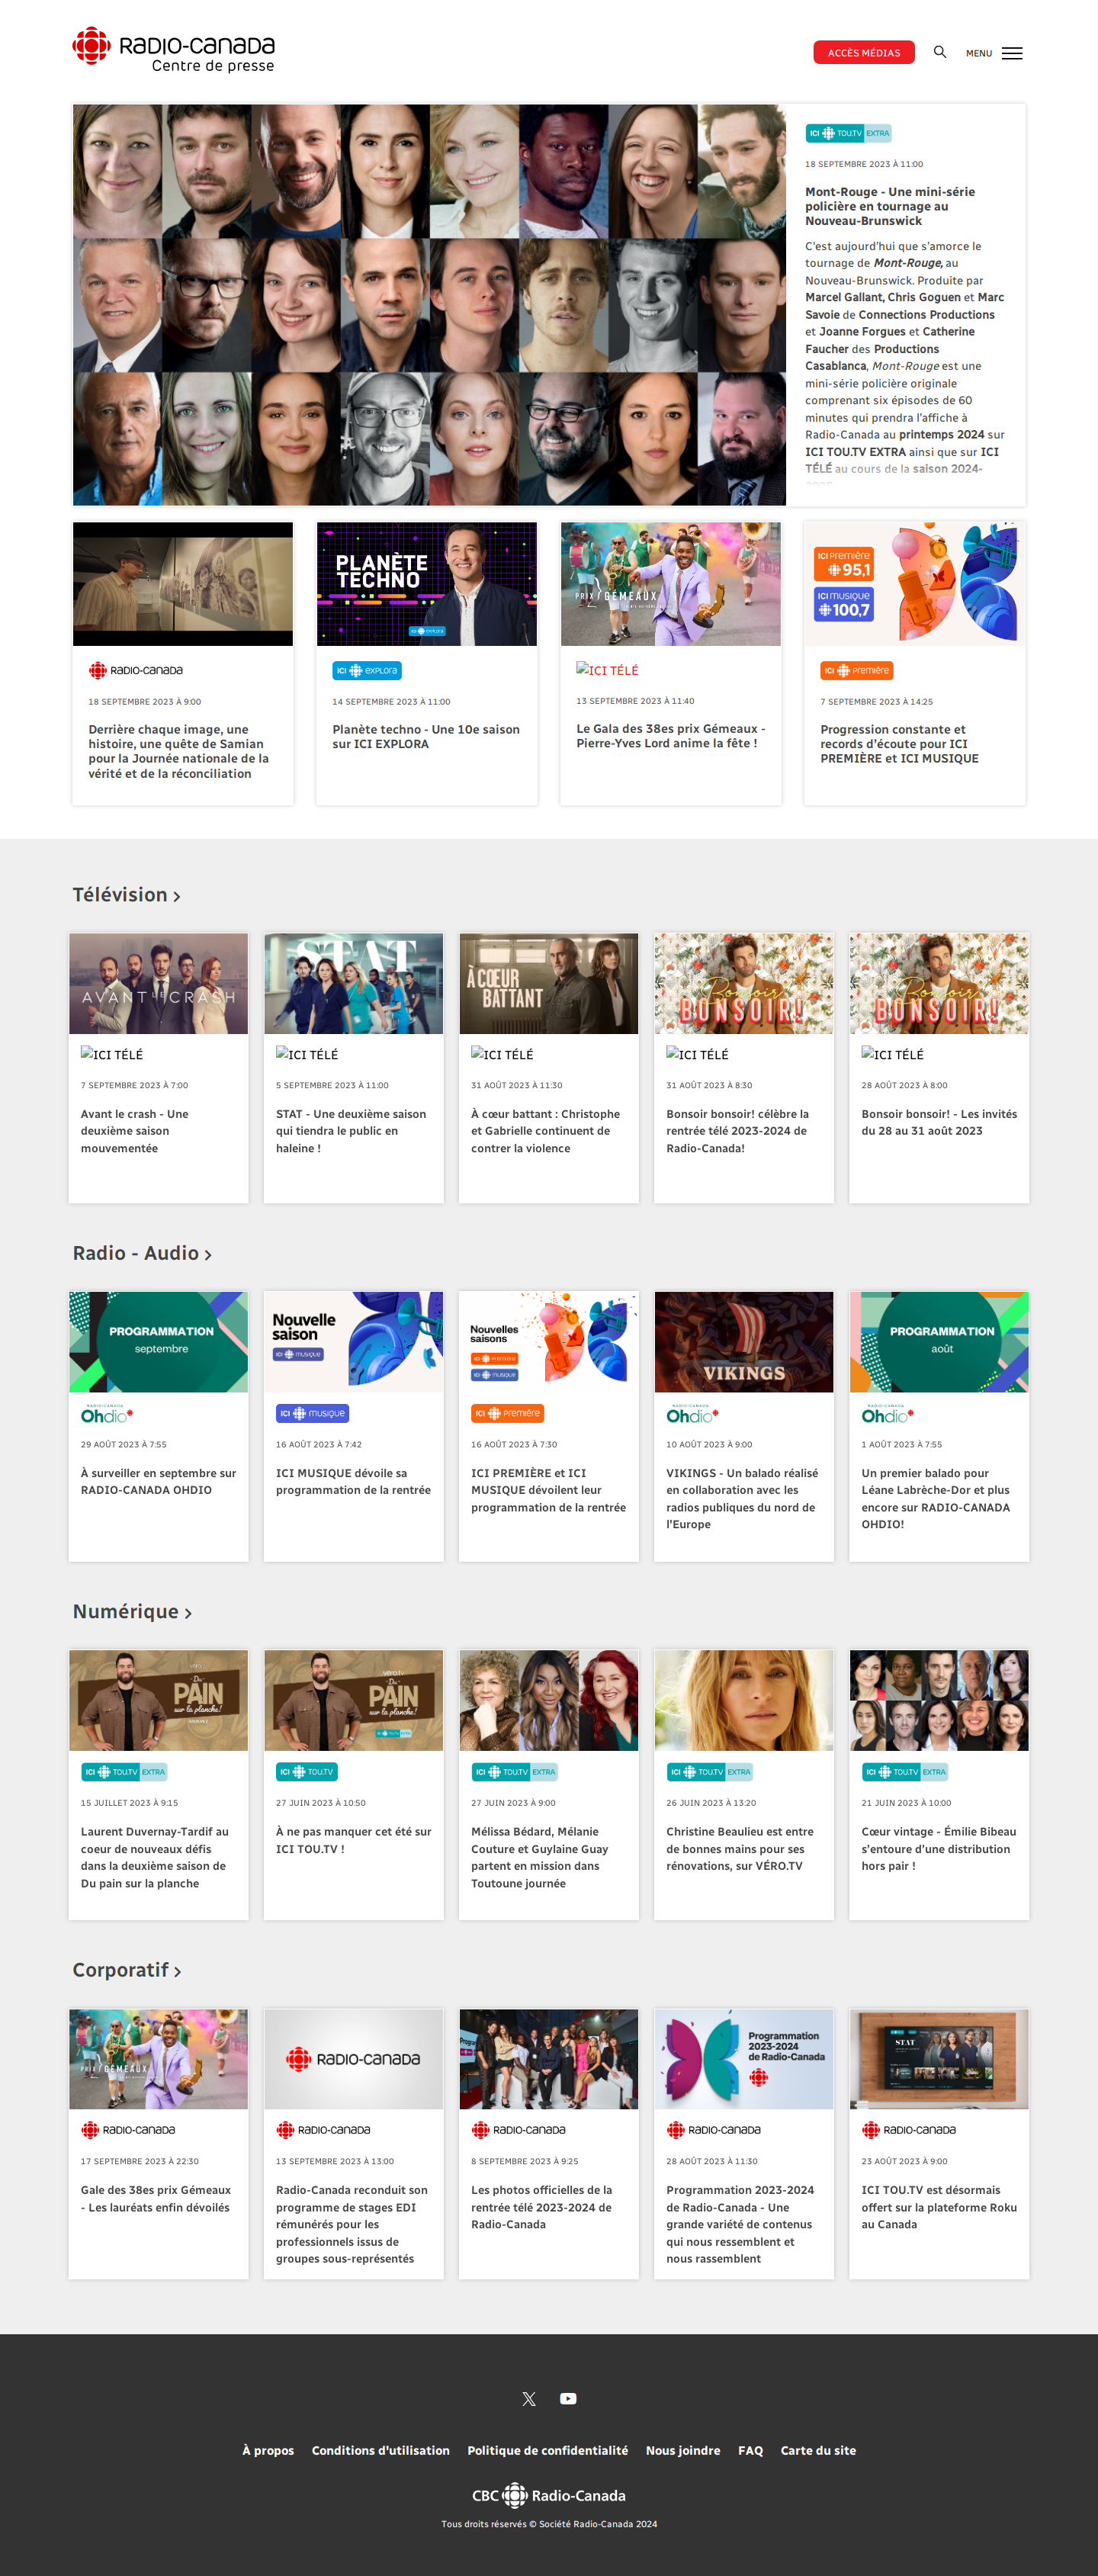 RADIO-CANADA
Centre de presse
ACCÈS MÉDIAS
MENU
ICI TOU.TV EXTRA
18 SEPTEMBRE 2023 À 11:00
Mont-Rouge - Une mini-série
policière en tournage au
Nouveau-Brunswick
C’est aujourd’hui que s’amorce le
tournage de Mont-Rouge, au
Nouveau-Brunswick. Produite par
Marcel Gallant, Chris Goguen et Marc
Savoie de Connections Productions
et Joanne Forgues et Catherine
Faucher des Productions
Casablanca, Mont-Rouge est une
mini-série policière originale
comprenant six épisodes de 60
minutes qui prendra l’affiche à
Radio-Canada au printemps 2024 sur
ICI TOU.TV EXTRA ainsi que sur ICI
TÉLÉ au cours de la saison 2024-
RADIO-CANADA
18 SEPTEMBRE 2023 À 9:00
Derrière chaque image, une
histoire, une quête de Samian
pour la Journée nationale de la
vérité et de la réconciliation
PLANÈTE
TECHNO
ICI explora
ICI explora
14 SEPTEMBRE 2023 À 11:00
Planète techno - Une 10e saison
sur ICI EXPLORA
PRIX GÉMEAUX
ICI TÉLÉ
13 SEPTEMBRE 2023 À 11:40
Le Gala des 38es prix Gémeaux -
Pierre-Yves Lord anime la fête !
ICI PREMIÈRE
95,1
ICI MUSIQUE
100,7
ICI PREMIÈRE
7 SEPTEMBRE 2023 À 14:25
Progression constante et
records d’écoute pour ICI
PREMIÈRE et ICI MUSIQUE
Télévision
AVANT LE CRASH
ICI TÉLÉ
7 SEPTEMBRE 2023 À 7:00
Avant le crash - Une
deuxième saison
mouvementée
STAT
ICI TÉLÉ
5 SEPTEMBRE 2023 À 11:00
STAT - Une deuxième saison
qui tiendra le public en
haleine !
À CŒUR
BATTANT
ICI TÉLÉ
31 AOÛT 2023 À 11:30
À cœur battant : Christophe
et Gabrielle continuent de
contrer la violence
Bonsoir
BONSOIR!
ICI TÉLÉ
31 AOÛT 2023 À 8:30
Bonsoir bonsoir! célèbre la
rentrée télé 2023-2024 de
Radio-Canada!
Bonsoir
BONSOIR!
ICI TÉLÉ
28 AOÛT 2023 À 8:00
Bonsoir bonsoir! - Les invités
du 28 au 31 août 2023
Radio - Audio
PROGRAMMATION
septembre
RADIO-CANADA
Ohdio
29 AOÛT 2023 À 7:55
À surveiller en septembre sur
RADIO-CANADA OHDIO
Nouvelle
saison
ICI musique
ICI musique
16 AOÛT 2023 À 7:42
ICI MUSIQUE dévoile sa
programmation de la rentrée
Nouvelles
saisons
ICI première
ICI musique
ICI première
16 AOÛT 2023 À 7:30
ICI PREMIÈRE et ICI
MUSIQUE dévoilent leur
programmation de la rentrée
VIKINGS
RADIO-CANADA
Ohdio
10 AOÛT 2023 À 9:00
VIKINGS - Un balado réalisé
en collaboration avec les
radios publiques du nord de
l’Europe
PROGRAMMATION
août
RADIO-CANADA
Ohdio
1 AOÛT 2023 À 7:55
Un premier balado pour
Léane Labrèche-Dor et plus
encore sur RADIO-CANADA
OHDIO!
Numérique
Du
PAIN
sur la planche!
ICI TOU.TV EXTRA
15 JUILLET 2023 À 9:15
Laurent Duvernay-Tardif au
coeur de nouveaux défis
dans la deuxième saison de
Du pain sur la planche
véro.tv
Du
PAIN
sur la planche!
ICI TOU.TV
27 JUIN 2023 À 10:50
À ne pas manquer cet été sur
ICI TOU.TV !
ICI TOU.TV EXTRA
27 JUIN 2023 À 9:00
Mélissa Bédard, Mélanie
Couture et Guylaine Guay
partent en mission dans
Toutoune journée
ICI TOU.TV EXTRA
26 JUIN 2023 À 13:20
Christine Beaulieu est entre
de bonnes mains pour ses
rénovations, sur VÉRO.TV
ICI TOU.TV EXTRA
21 JUIN 2023 À 10:00
Cœur vintage - Émilie Bibeau
s’entoure d’une distribution
hors pair !
Corporatif
PRIX GÉMEAUX
RADIO-CANADA
17 SEPTEMBRE 2023 À 22:30
Gale des 38es prix Gémeaux
- Les lauréats enfin dévoilés
RADIO-CANADA
RADIO-CANADA
13 SEPTEMBRE 2023 À 13:00
Radio-Canada reconduit son
programme de stages EDI
rémunérés pour les
professionnels issus de
groupes sous-représentés
RADIO-CANADA
8 SEPTEMBRE 2023 À 9:25
Les photos officielles de la
rentrée télé 2023-2024 de
Radio-Canada
Programmation
2023-2024
de Radio-Canada
RADIO-CANADA
28 AOÛT 2023 À 11:30
Programmation 2023-2024
de Radio-Canada - Une
grande variété de contenus
qui nous ressemblent et
nous rassemblent
STAT
RADIO-CANADA
23 AOÛT 2023 À 9:00
ICI TOU.TV est désormais
offert sur la plateforme Roku
au Canada
À propos Conditions d'utilisation Politique de confidentialité Nous joindre FAQ Carte du site
CBC Radio-Canada
Tous droits réservés © Société Radio-Canada 2024